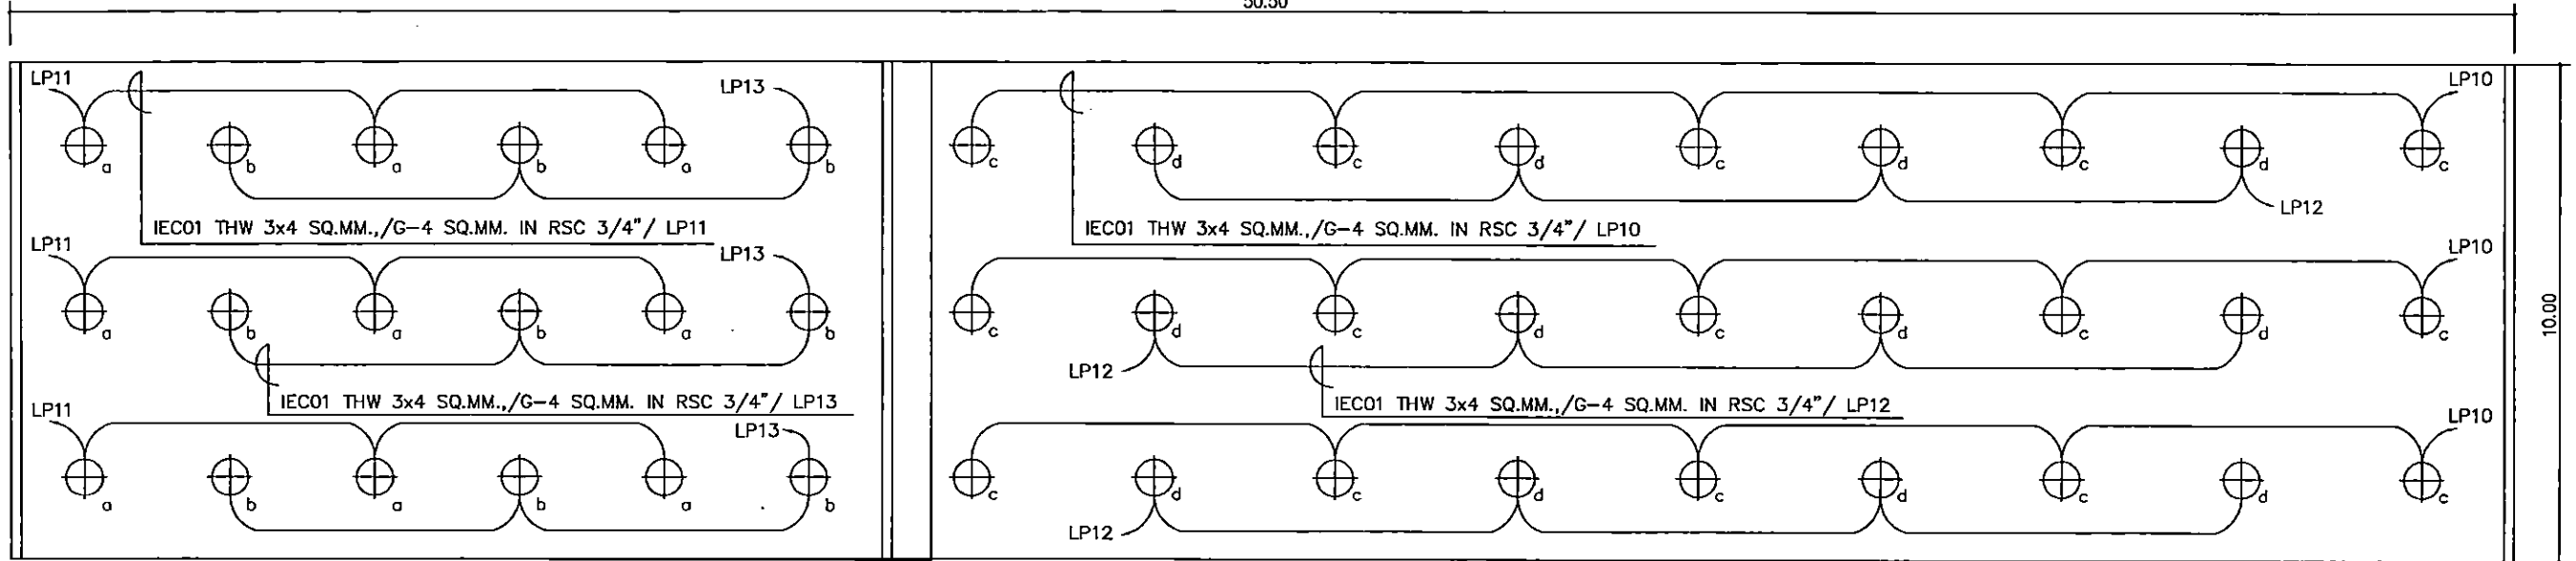 LP11
LP13
LP10
a
b
a
b
a
b
c
d
c
d
c
d
c
d
c
LP12
IEC01 THW 3x4 SQ.MM.,/G-4 SQ.MM. IN RSC 3/4"/ LP11
IEC01 THW 3x4 SQ.MM.,/G-4 SQ.MM. IN RSC 3/4"/ LP10
LP11
LP13
LP10
10.00
a
b
a
b
a
b
c
d
c
d
c
d
c
d
c
LP12
IEC01 THW 3x4 SQ.MM.,/G-4 SQ.MM. IN RSC 3/4"/ LP13
IEC01 THW 3x4 SQ.MM.,/G-4 SQ.MM. IN RSC 3/4"/ LP12
LP11
LP13
LP10
a
b
a
b
a
b
c
d
c
d
c
d
c
d
c
LP12